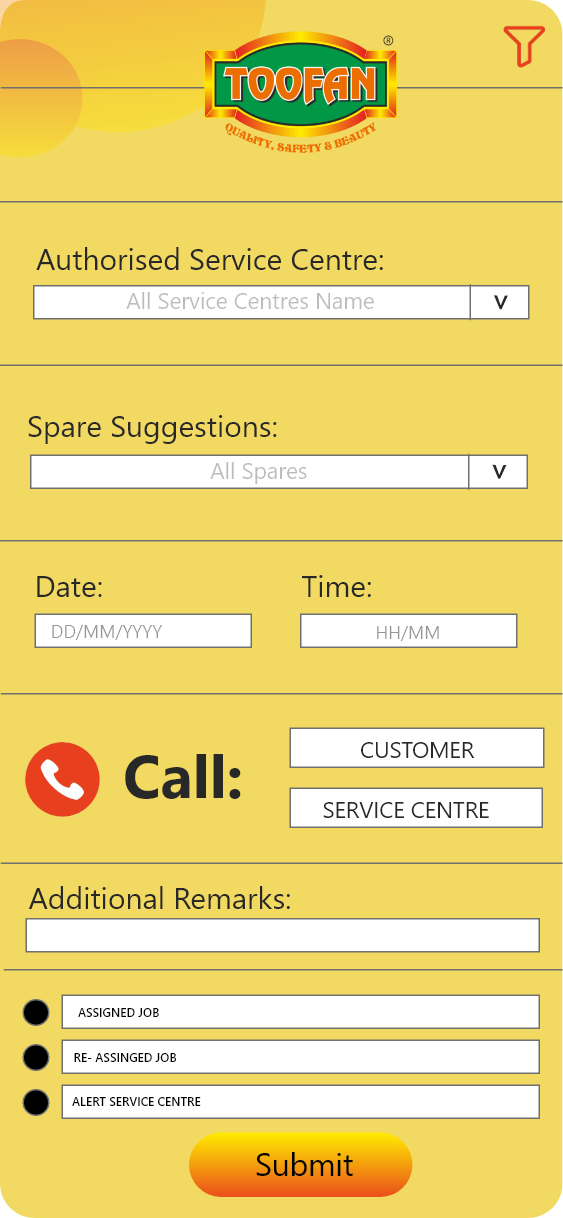 ®
TOOFAN
QUALITY, SAFETY & BEAUTY
Authorised Service Centre:
All Service Centres Name V
Spare Suggestions:
All Spares V
Date: Time:
DD/MM/YYYY HH/MM
Call:
CUSTOMER
SERVICE CENTRE
Additional Remarks:
ASSIGNED JOB
RE- ASSINGED JOB
ALERT SERVICE CENTRE
Submit